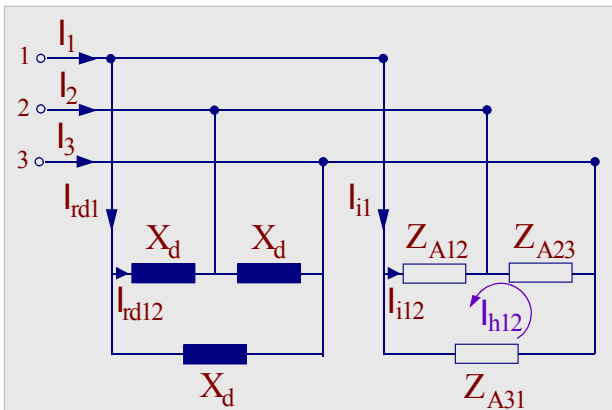 I1
1
I2
2
I3
3
Ird1
Ii1
Xd Xd
ZA12 ZA23
Ird12
Ii12
Ih12
Xd
ZA31